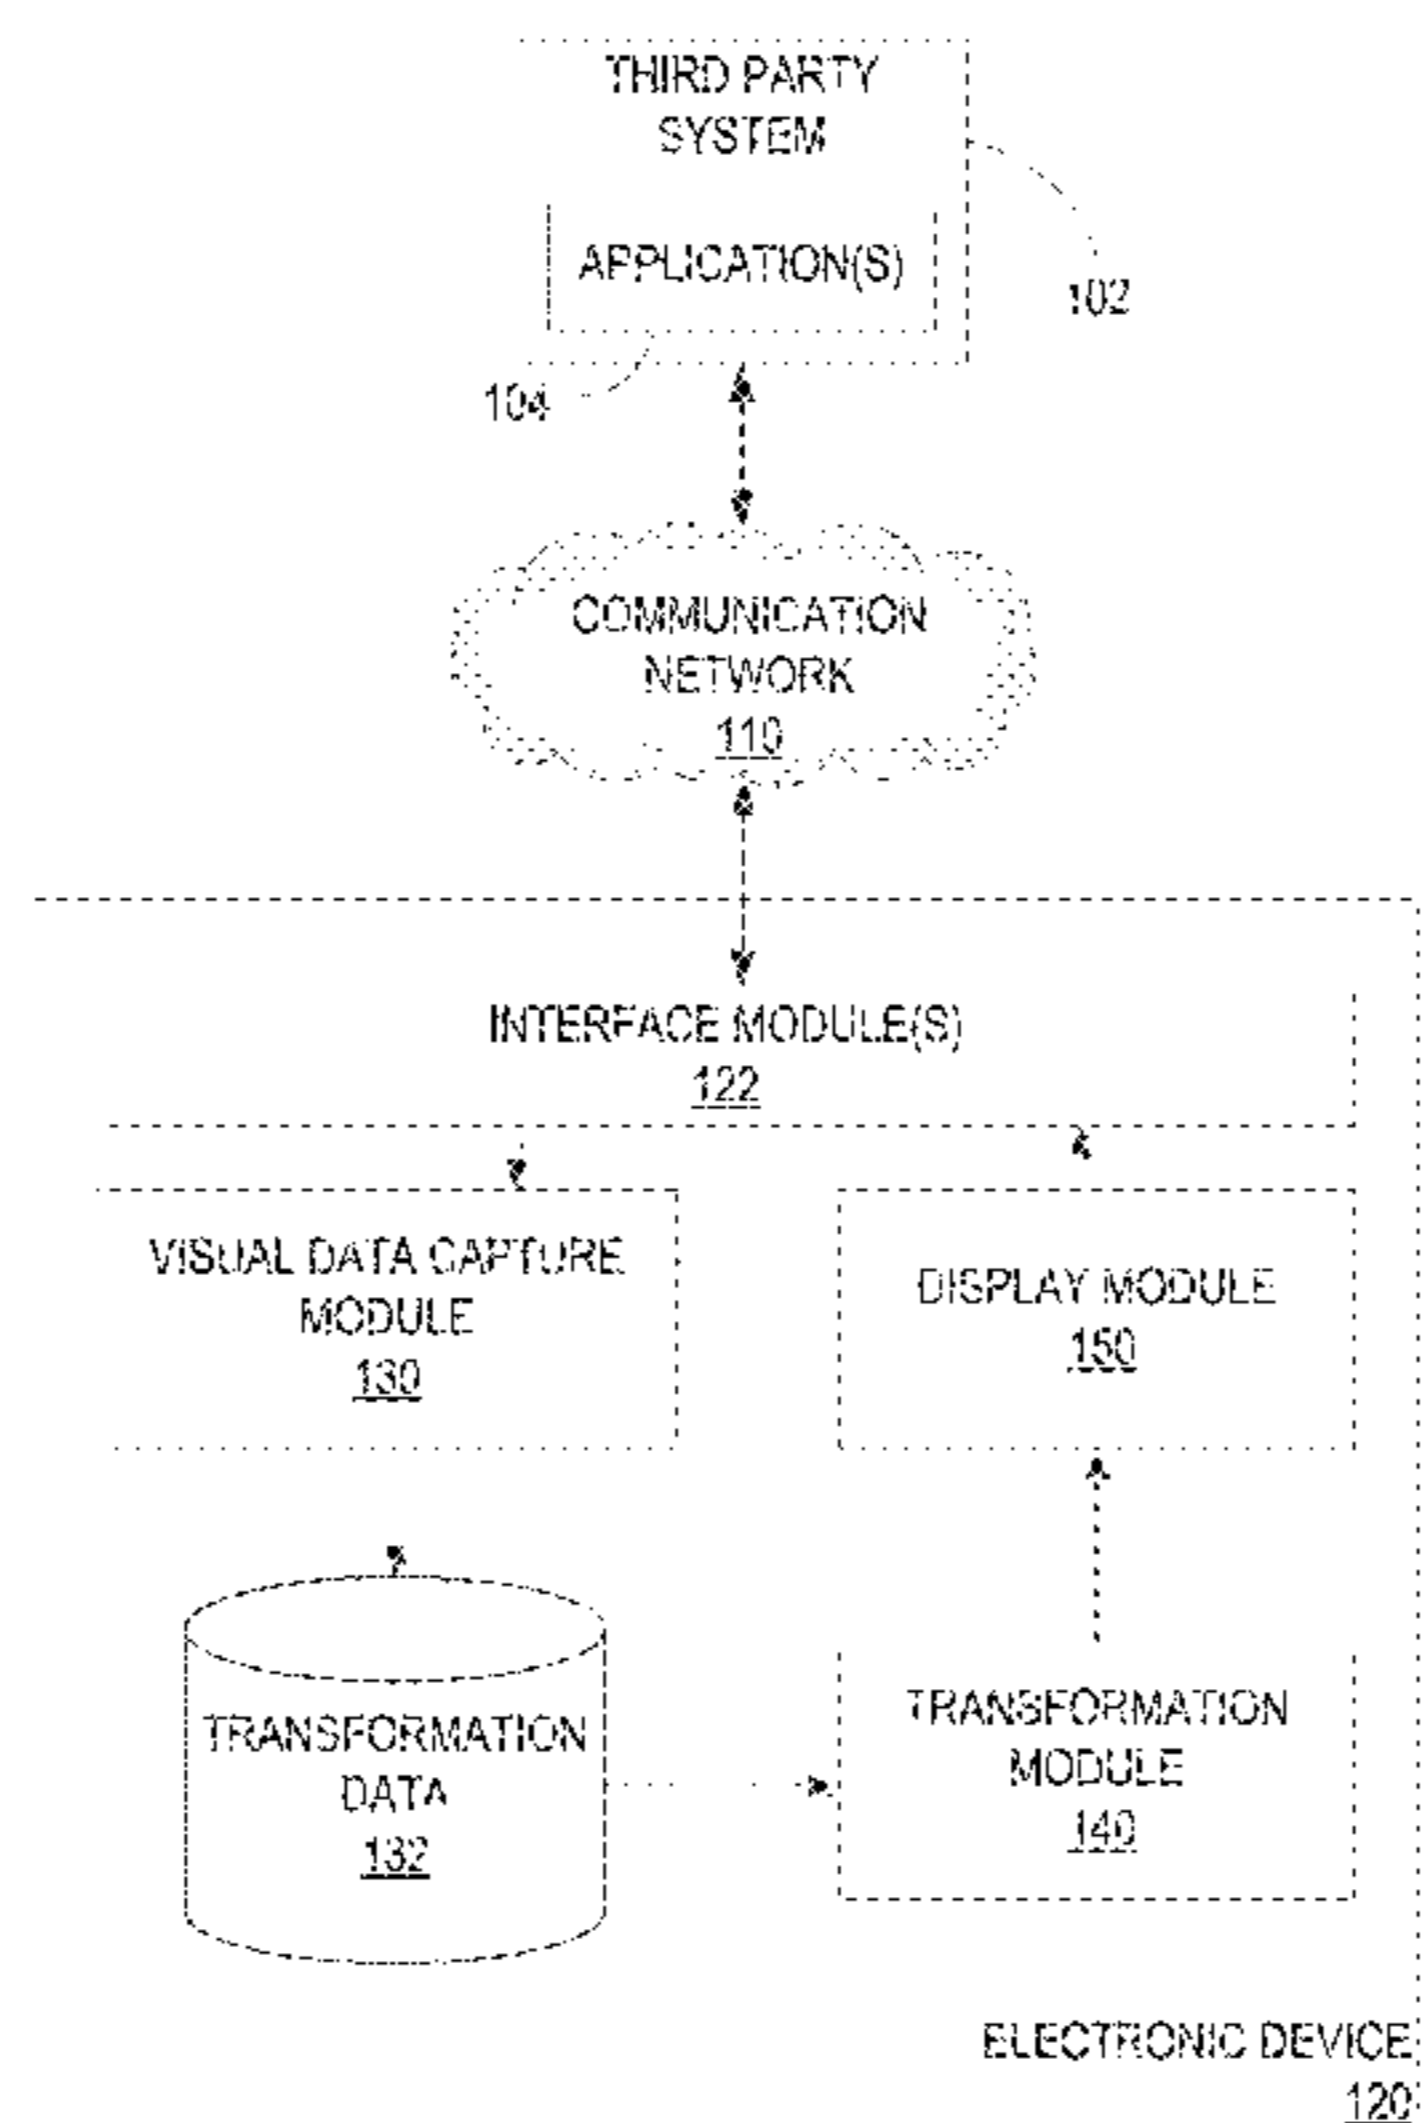 THIRD PARTY
SYSTEM
APPLICATION(S)
102
104
COMMUNICATION
NETWORK
110
INTERFACE MODULE(S)
122
VISUAL DATA CAPTURE
MODULE
130
DISPLAY MODULE
150
TRANSFORMATION
DATA
132
TRANSFORMATION
MODULE
140
ELECTRONIC DEVICE
120